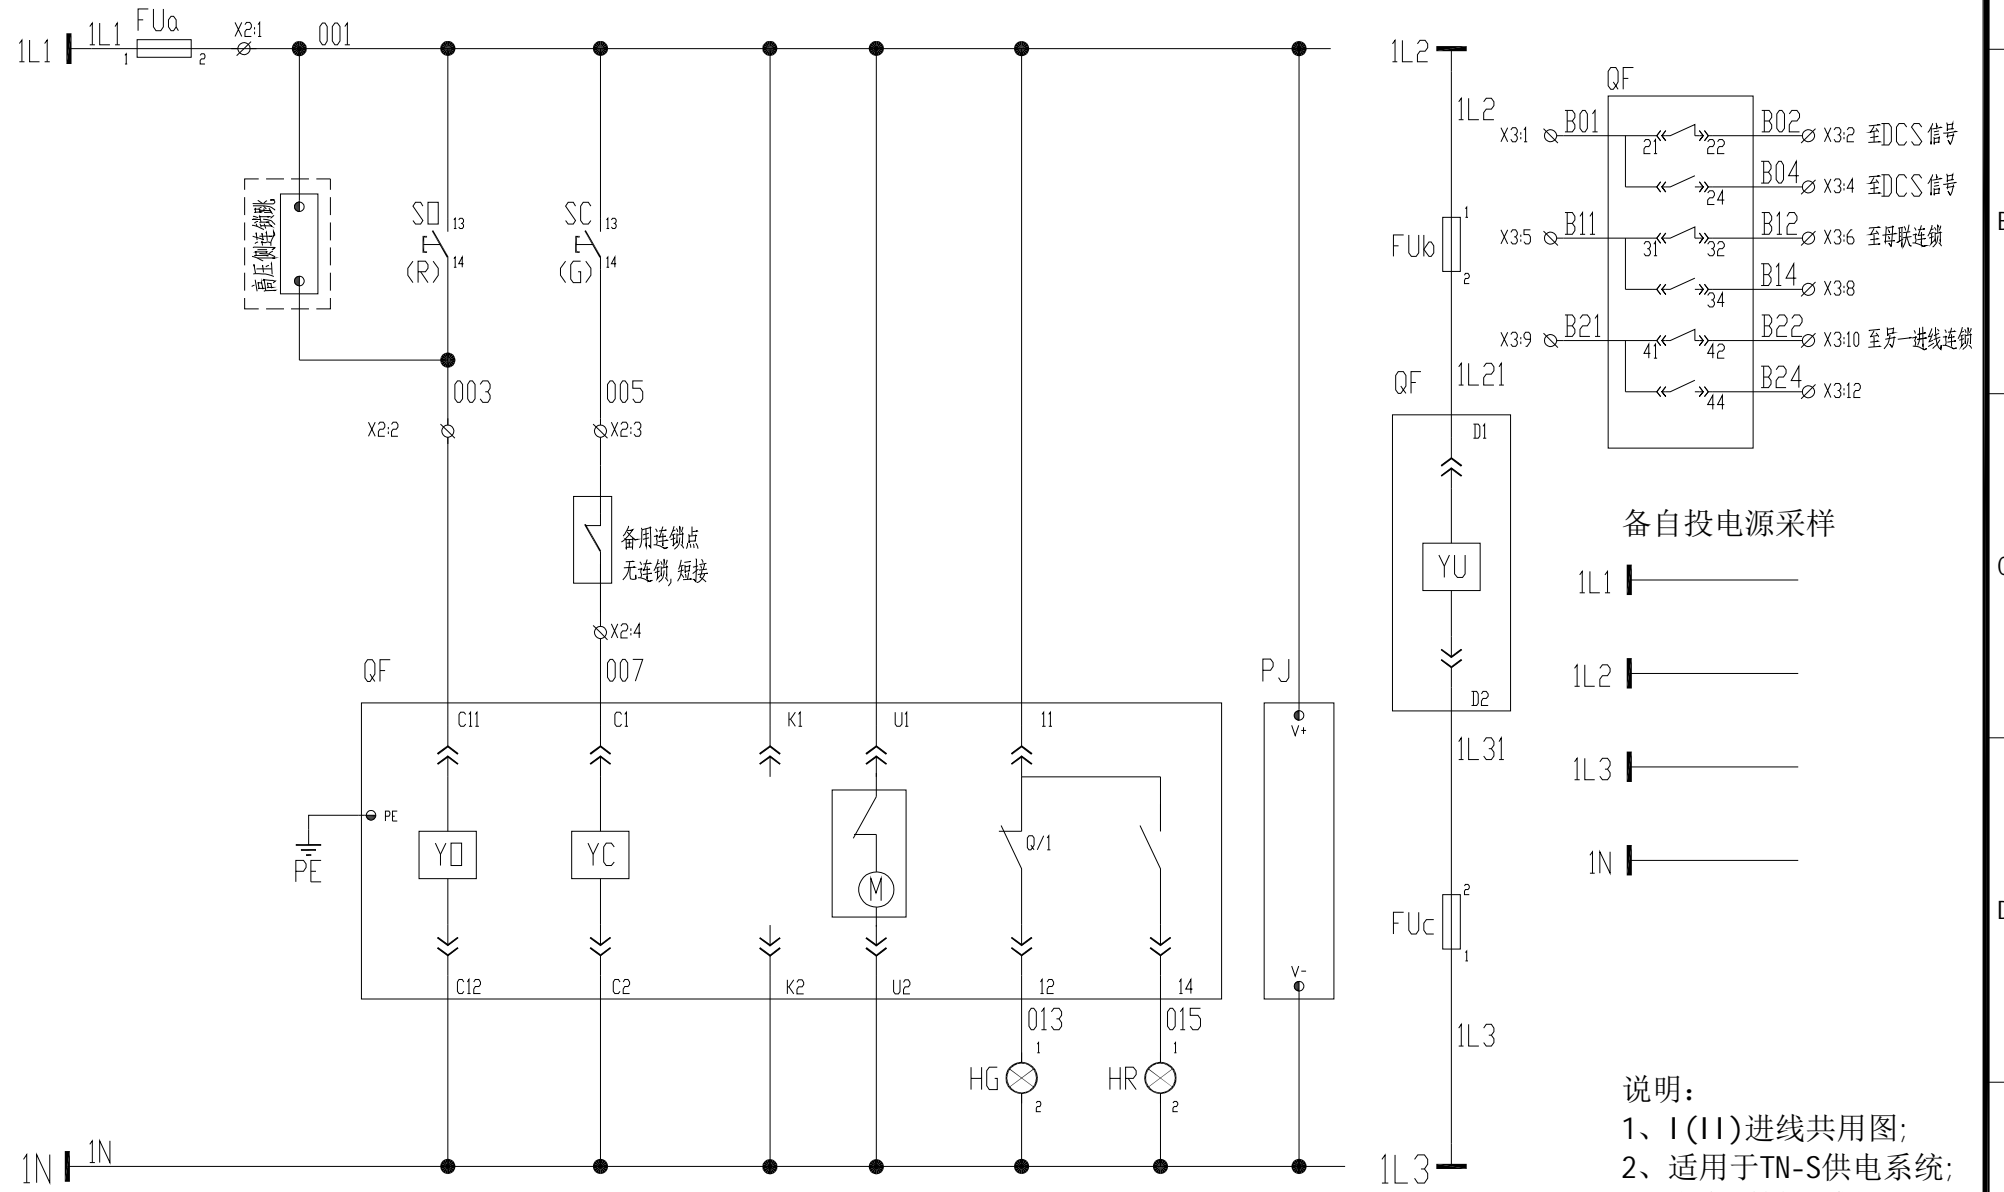 1L1
1L1
FUa
1
2
X2:1
001
高压侧连锁跳
SO
13
14
(R)
003
X2:2
SC
13
14
(G)
005
X2:3
备用连锁点
无连锁,短接
X2:4
007
QF
C11
C1
K1
U1
11
PE
PE
YO
YC
M
Q/1
C12
C2
K2
U2
12
14
013
015
HG
1
2
HR
1
2
1N
1N
PJ
V+
V-
1L2
1L2
FUb
1
2
1L21
QF
D1
YU
D2
1L31
FUc
2
1
1L3
1L3
QF
X3:1
B01
21
22
B02
X3:2
至DCS信号
24
B04
X3:4
至DCS信号
X3:5
B11
31
32
B12
X3:6
至母联连锁
34
B14
X3:8
X3:9
B21
41
42
B22
X3:10
至另一进线连锁
44
B24
X3:12
备自投电源采样
1L1
1L2
1L3
1N
说明:
1、I(II)进线共用图;
2、适用于TN-S供电系统;